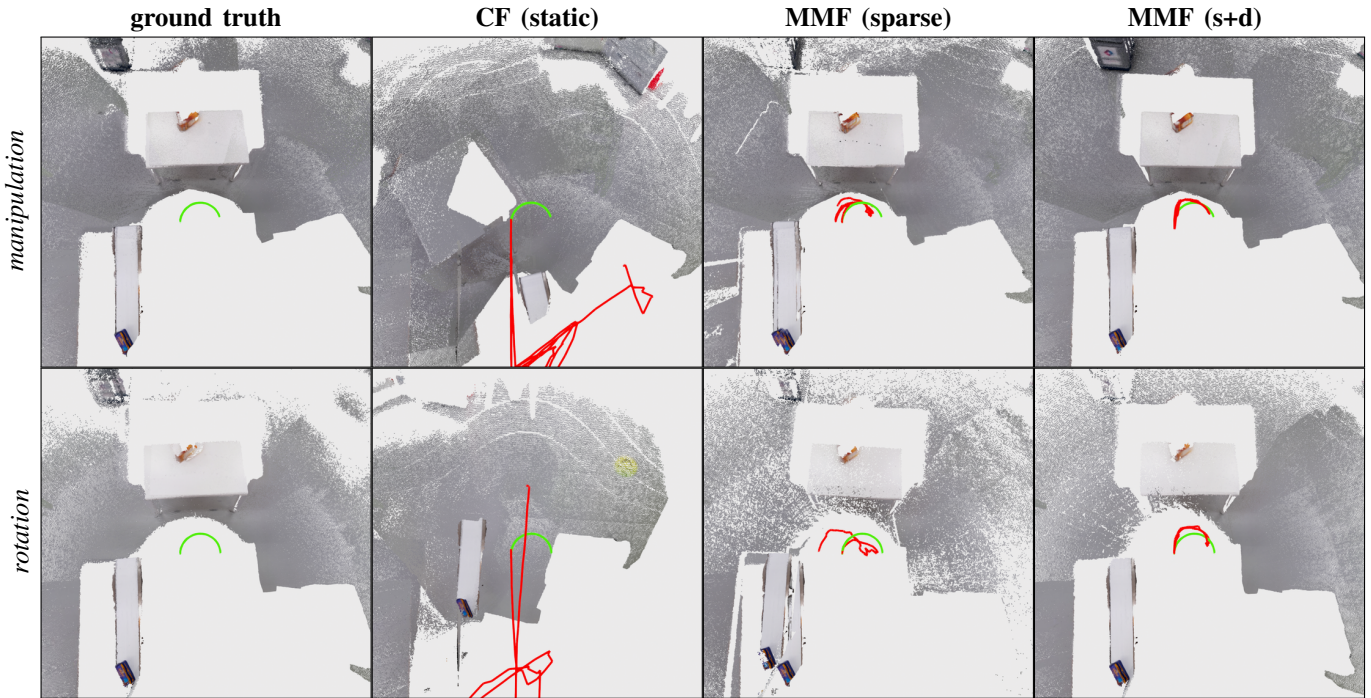 ground truth CF (static) MMF (sparse) MMF (s+d)
manipulation
rotation